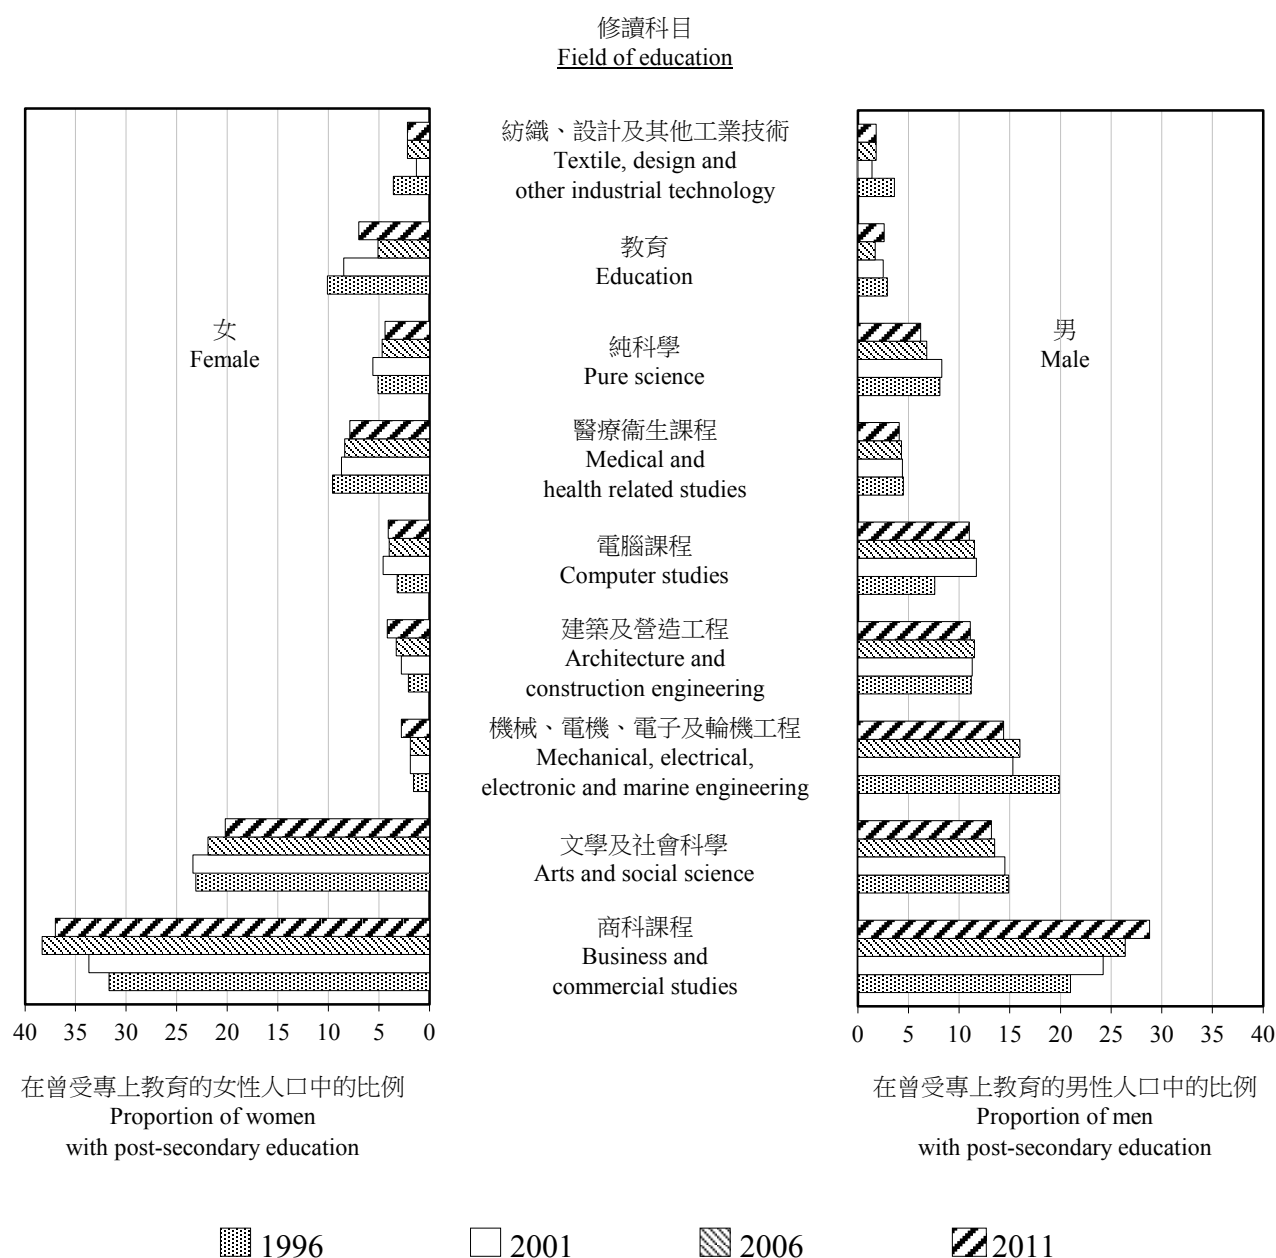 修讀科目
Field of education
紡織、設計及其他工業技術
Textile, design and
other industrial technology
教育
Education
女
Female
純科學
Pure science
男
Male
醫療衞生課程
Medical and
health related studies
電腦課程
Computer studies
建築及營造工程
Architecture and
construction engineering
機械、電機、電子及輪機工程
Mechanical, electrical,
electronic and marine engineering
文學及社會科學
Arts and social science
商科課程
Business and
commercial studies
40 35 30 25 20 15 10 5 0
0 5 10 15 20 25 30 35 40
在曾受專上教育的女性人口中的比例
Proportion of women
with post-secondary education
在曾受專上教育的男性人口中的比例
Proportion of men
with post-secondary education
1996 2001 2006 2011